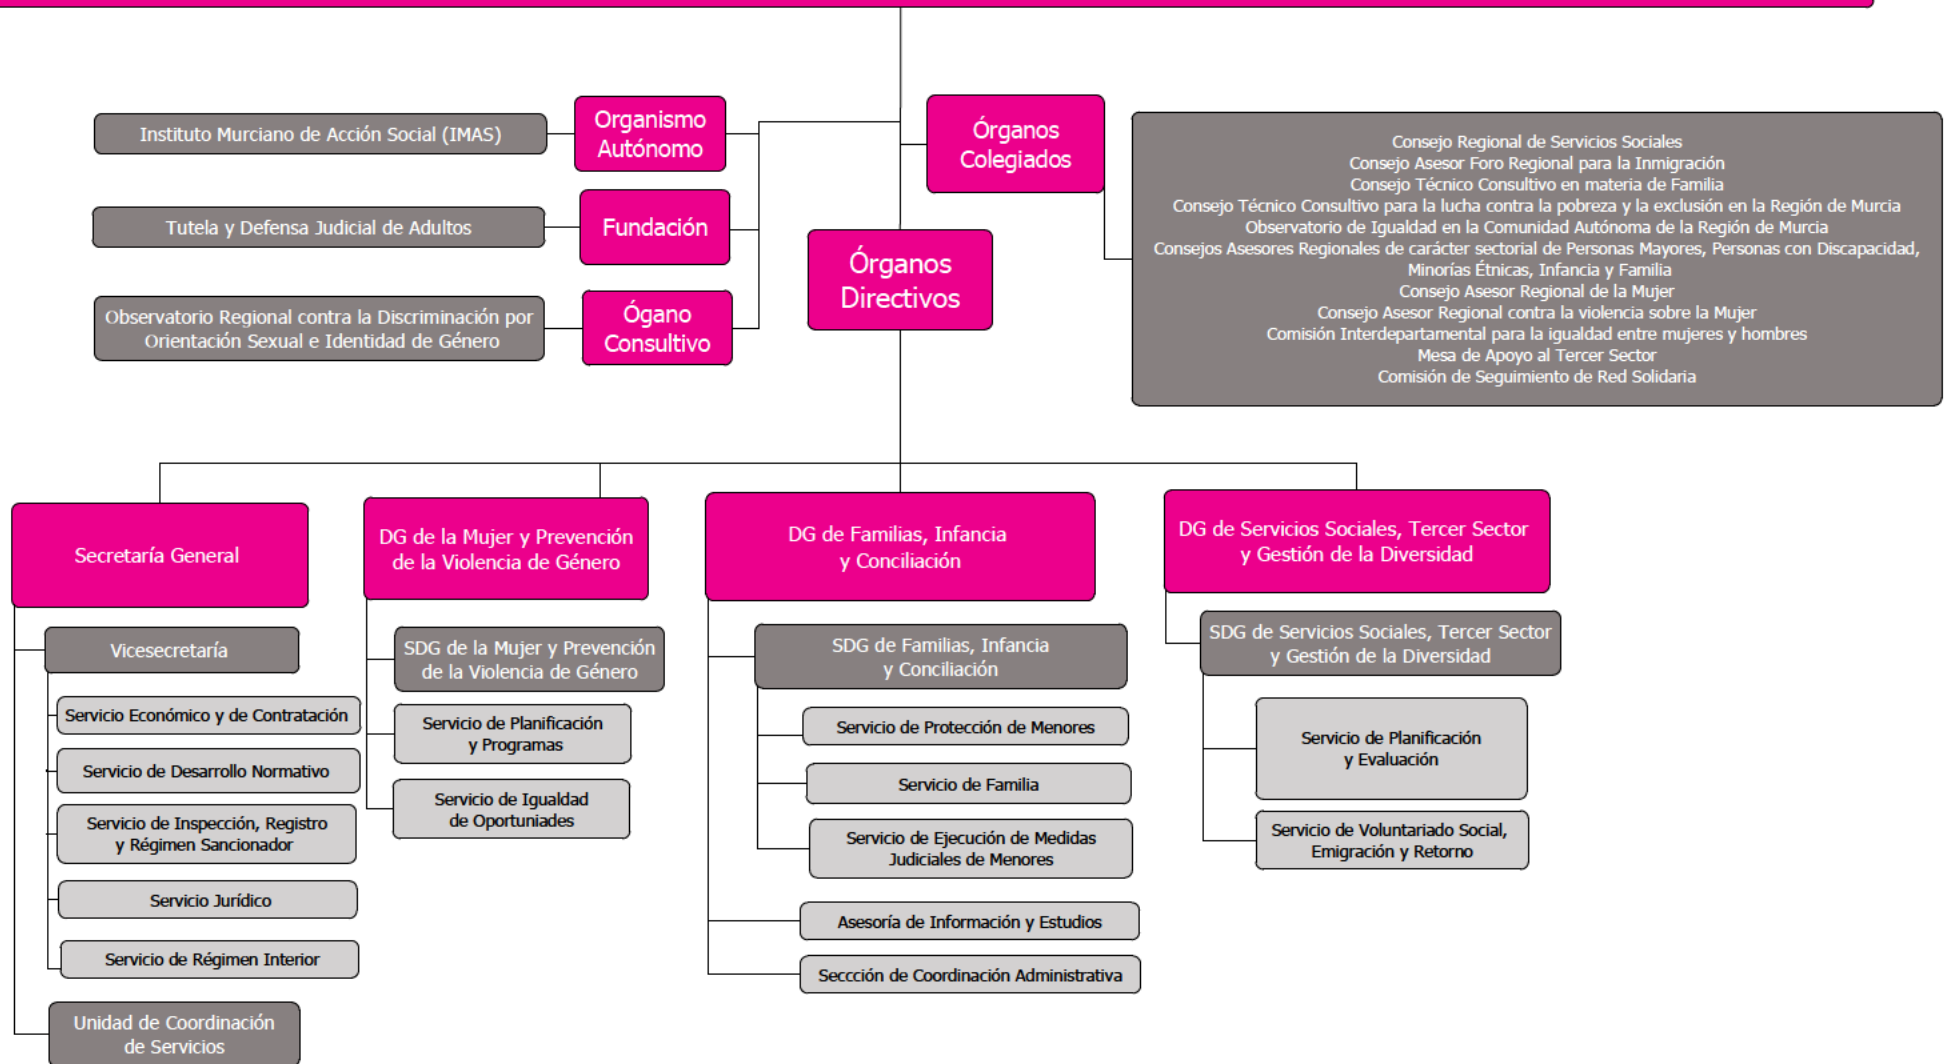 Organismo
Autónomo
Instituto Murciano de Acción Social (IMAS)
Fundación
Tutela y Defensa Judicial de Adultos
Ógano
Consultivo
Observatorio Regional contra la Discriminación por
Orientación Sexual e Identidad de Género
Órganos
Colegiados
Consejo Regional de Servicios Sociales
Consejo Asesor Foro Regional para la Inmigración
Consejo Técnico Consultivo en materia de Familia
Consejo Técnico Consultivo para la lucha contra la pobreza y la exclusión en la Región de Murcia
Observatorio de Igualdad en la Comunidad Autónoma de la Región de Murcia
Consejos Asesores Regionales de carácter sectorial de Personas Mayores, Personas con Discapacidad,
Minorías Étnicas, Infancia y Familia
Consejo Asesor Regional de la Mujer
Consejo Asesor Regional contra la violencia sobre la Mujer
Comisión Interdepartamental para la igualdad entre mujeres y hombres
Mesa de Apoyo al Tercer Sector
Comisión de Seguimiento de Red Solidaria
Órganos
Directivos
Secretaría General
Vicesecretaría
Servicio Económico y de Contratación
Servicio de Desarrollo Normativo
Servicio de Inspección, Registro
y Régimen Sancionador
Servicio Jurídico
Servicio de Régimen Interior
Unidad de Coordinación
de Servicios
DG de la Mujer y Prevención
de la Violencia de Género
SDG de la Mujer y Prevención
de la Violencia de Género
Servicio de Planificación
y Programas
Servicio de Igualdad
de Oportuniades
DG de Familias, Infancia
y Conciliación
SDG de Familias, Infancia
y Conciliación
Servicio de Protección de Menores
Servicio de Familia
Servicio de Ejecución de Medidas
Judiciales de Menores
Asesoría de Información y Estudios
Seccción de Coordinación Administrativa
DG de Servicios Sociales, Tercer Sector
y Gestión de la Diversidad
SDG de Servicios Sociales, Tercer Sector
y Gestión de la Diversidad
Servicio de Planificación
y Evaluación
Servicio de Voluntariado Social,
Emigración y Retorno